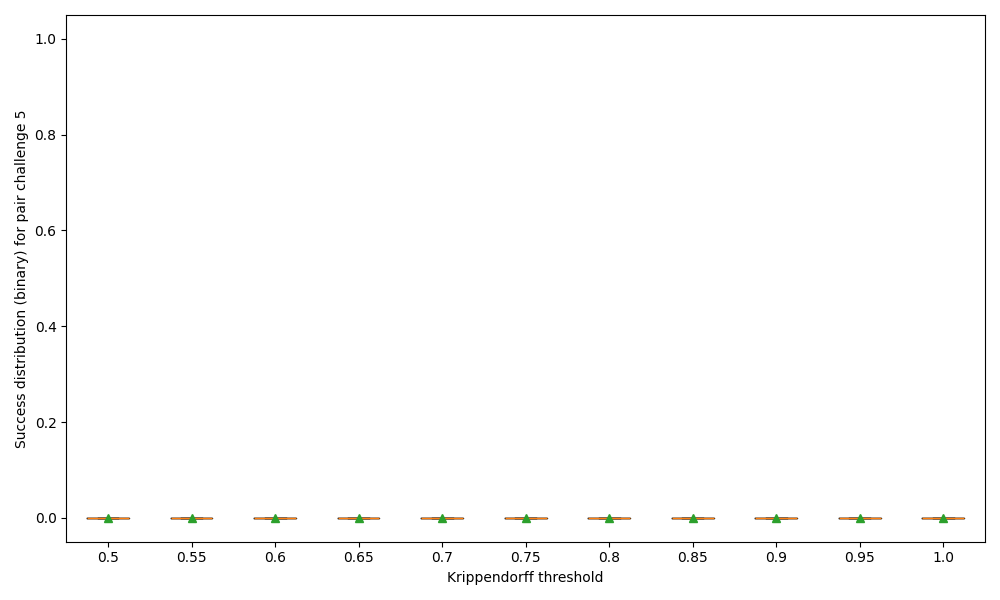 Success distribution (binary) for pair challenge 5
1.0
0.8
0.6
0.4
0.2
0.0
0.5 0.55 0.6 0.65 0.7 0.75 0.8 0.85 0.9 0.95 1.0
Krippendorff threshold